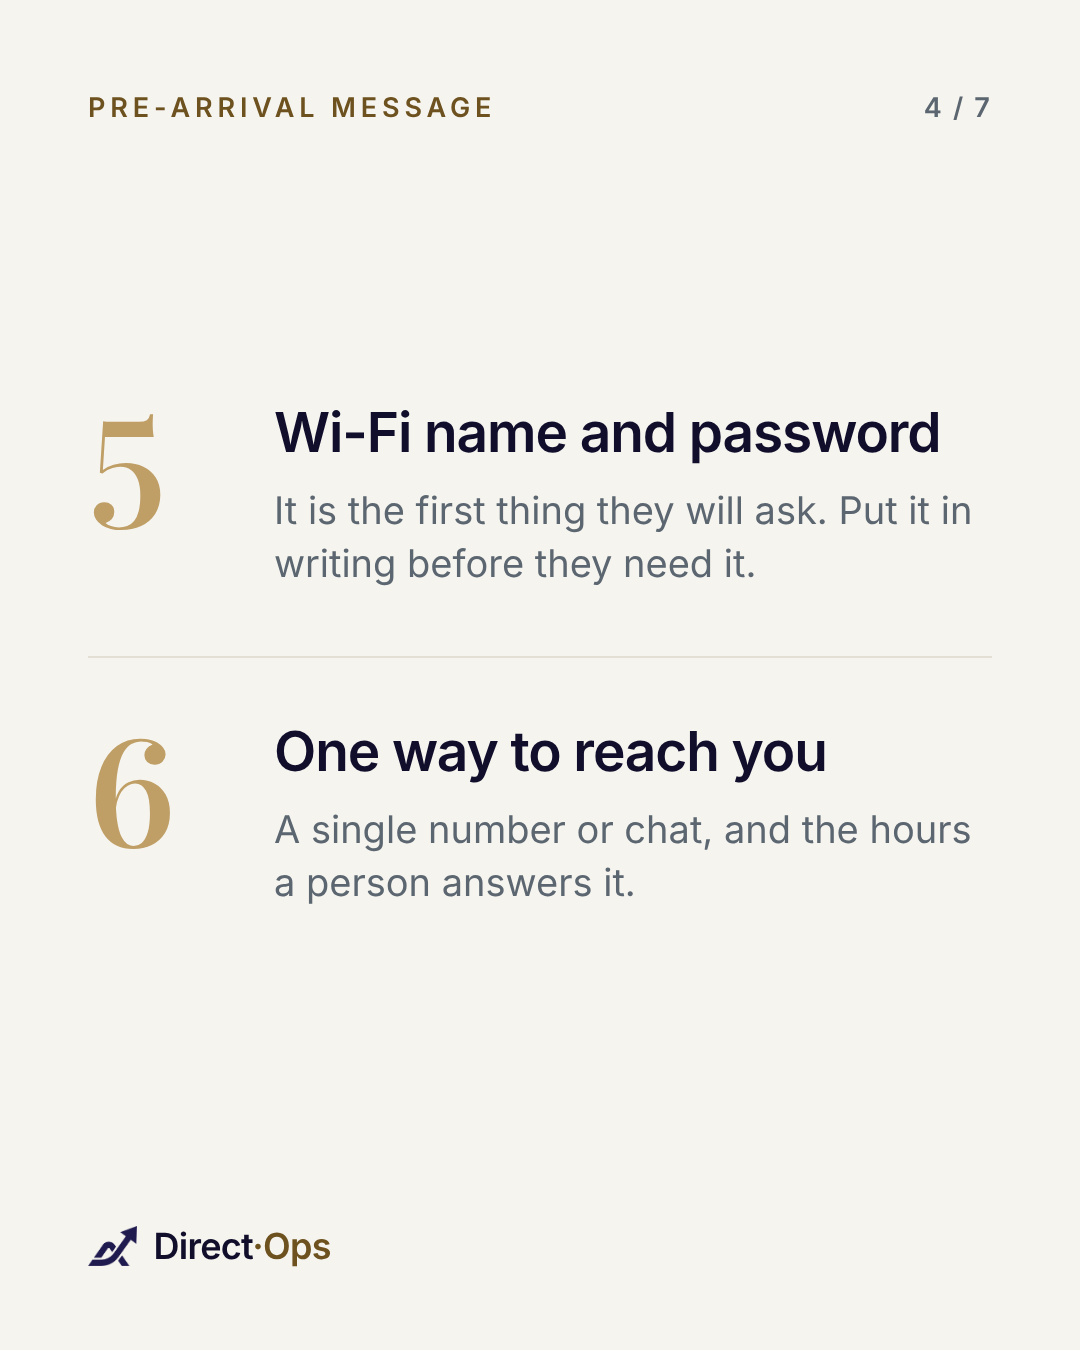 PRE-ARRIVAL MESSAGE
4 / 7
5
Wi-Fi name and password
It is the first thing they will ask. Put it in
writing before they need it.
6
One way to reach you
A single number or chat, and the hours
a person answers it.
Direct·Ops